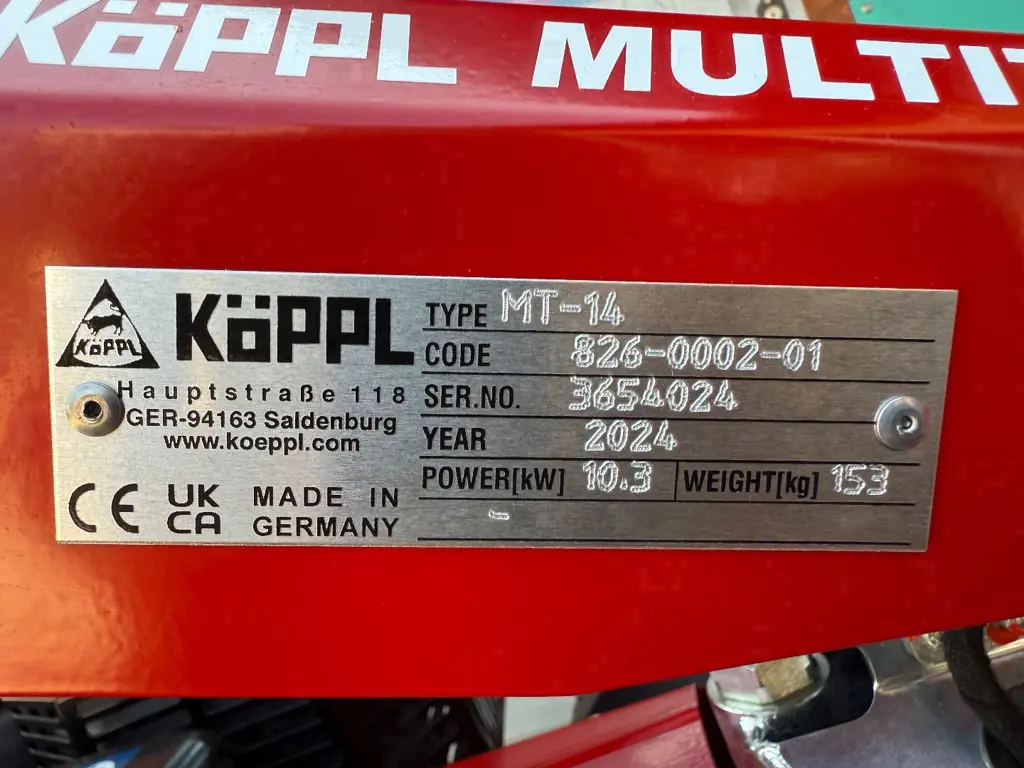 KÖPPL MULTI
KÖPPL
KÖPPL
Hauptstraße 118
GER-94163 Saldenburg
www.koeppl.com
CE UK CA MADE IN GERMANY
TYPE MT-14
CODE 826-0002-01
SER.NO. 3654024
YEAR 2024
POWER[kW] 10.3 WEIGHT[kg] 153
-